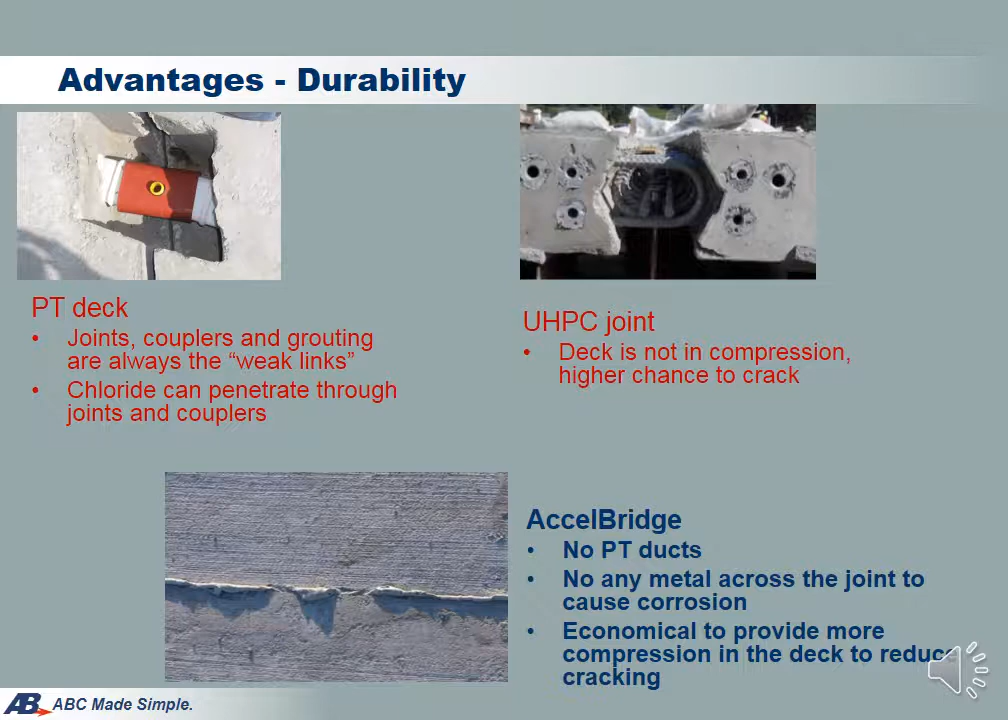 Advantages - Durability
PT deck
• Joints, couplers and grouting
are always the “weak links”
• Chloride can penetrate through
joints and couplers
UHPC joint
• Deck is not in compression,
higher chance to crack
AccelBridge
• No PT ducts
• No any metal across the joint to
cause corrosion
• Economical to provide more
compression in the deck to reduce
cracking
AB ABC Made Simple.